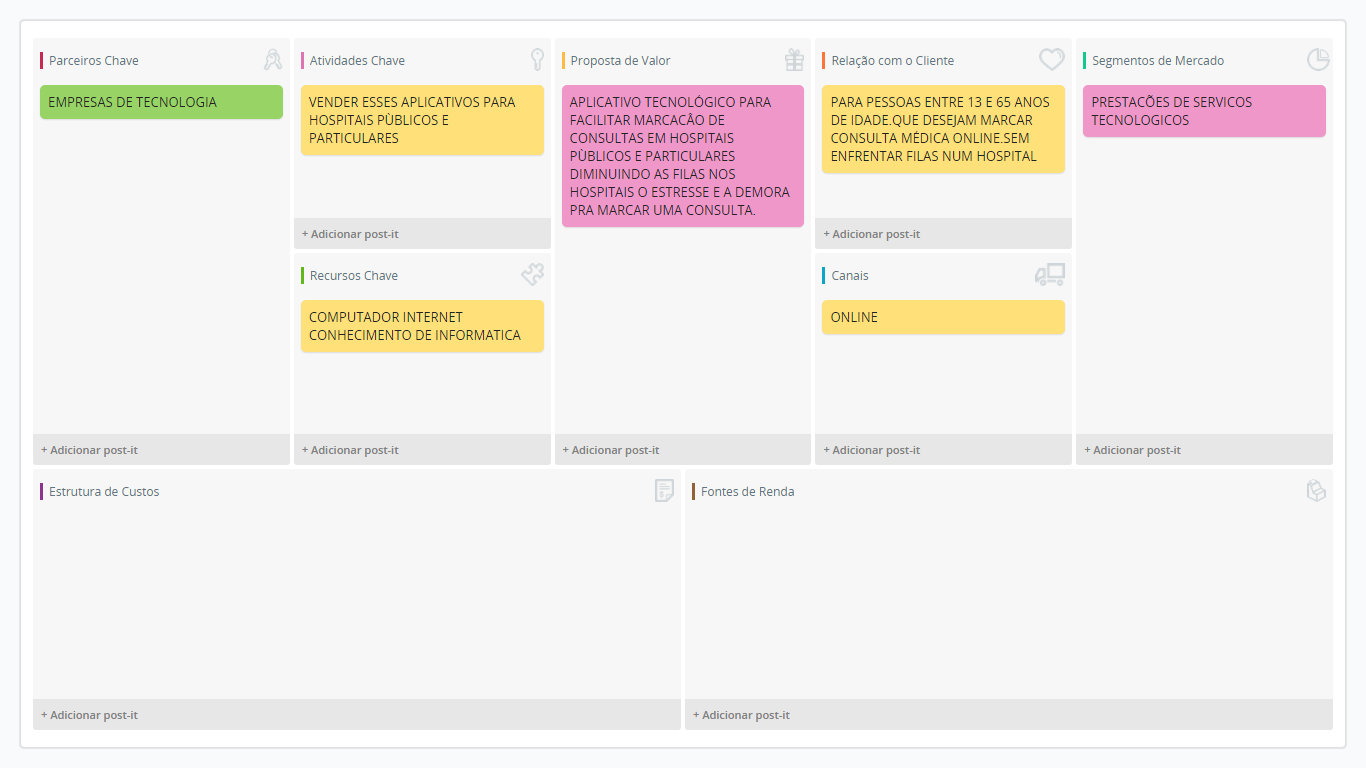 Parceiros Chave
EMPRESAS DE TECNOLOGIA
+ Adicionar post-it
Atividades Chave
VENDER ESSES APLICATIVOS PARA
HOSPITAIS PÙBLICOS E
PARTICULARES
+ Adicionar post-it
Recursos Chave
COMPUTADOR INTERNET
CONHECIMENTO DE INFORMATICA
+ Adicionar post-it
Proposta de Valor
APLICATIVO TECNOLÓGICO PARA
FACILITAR MARCACÂO DE
CONSULTAS EM HOSPITAIS
PÙBLICOS E PARTICULARES
DIMINUINDO AS FILAS NOS
HOSPITAIS O ESTRESSE E A DEMORA
PRA MARCAR UMA CONSULTA.
+ Adicionar post-it
Relação com o Cliente
PARA PESSOAS ENTRE 13 E 65 ANOS
DE IDADE.QUE DESEJAM MARCAR
CONSULTA MÉDICA ONLINE.SEM
ENFRENTAR FILAS NUM HOSPITAL
+ Adicionar post-it
Canais
ONLINE
+ Adicionar post-it
Segmentos de Mercado
PRESTACÕES DE SERVICOS
TECNOLOGICOS
+ Adicionar post-it
Estrutura de Custos
+ Adicionar post-it
Fontes de Renda
+ Adicionar post-it